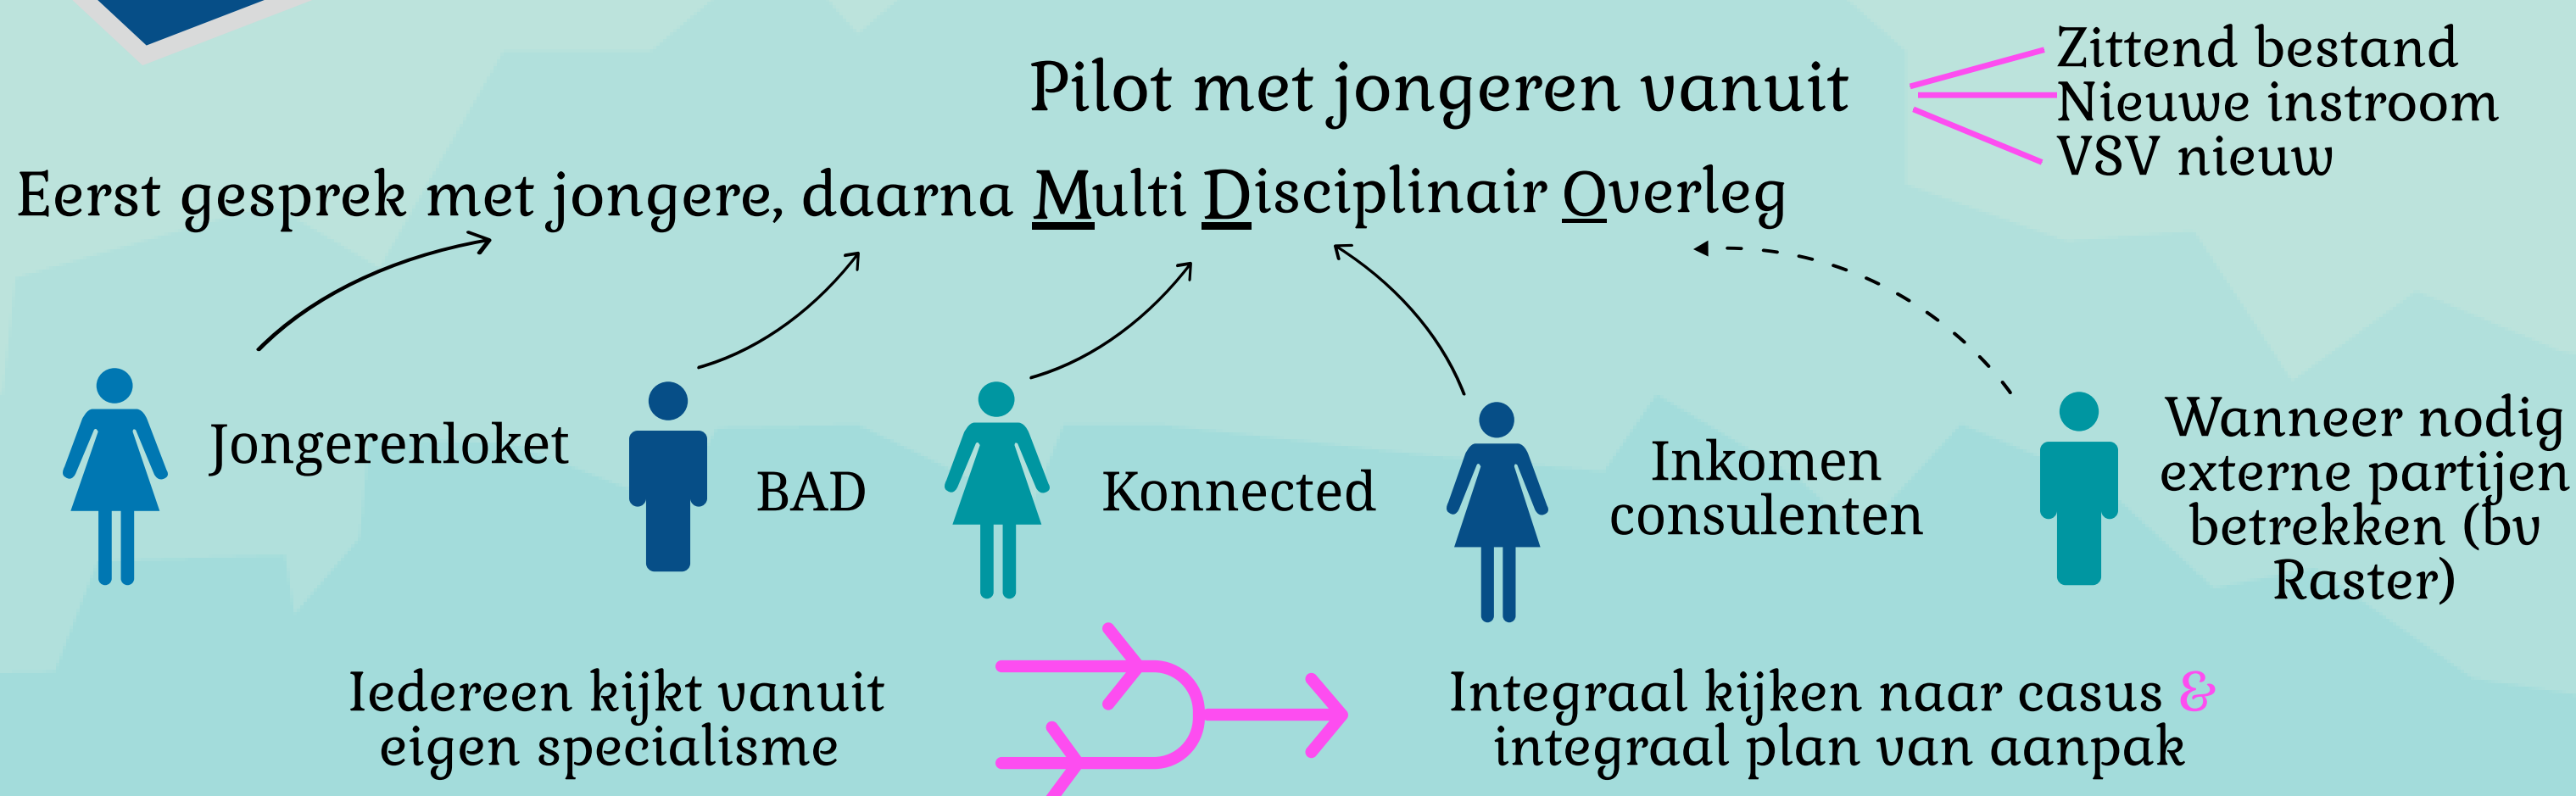 Pilot met jongeren vanuit
Zittend bestand
Nieuwe instroom
VSV nieuw
Eerst gesprek met jongere, daarna Multi Disciplinair Overleg
Jongerenloket
BAD
Konnected
Inkomen
consulenten
Wanneer nodig
externe partijen
betrekken (bv
Raster)
Iedereen kijkt vanuit
eigen specialisme
Integraal kijken naar casus &
integraal plan van aanpak